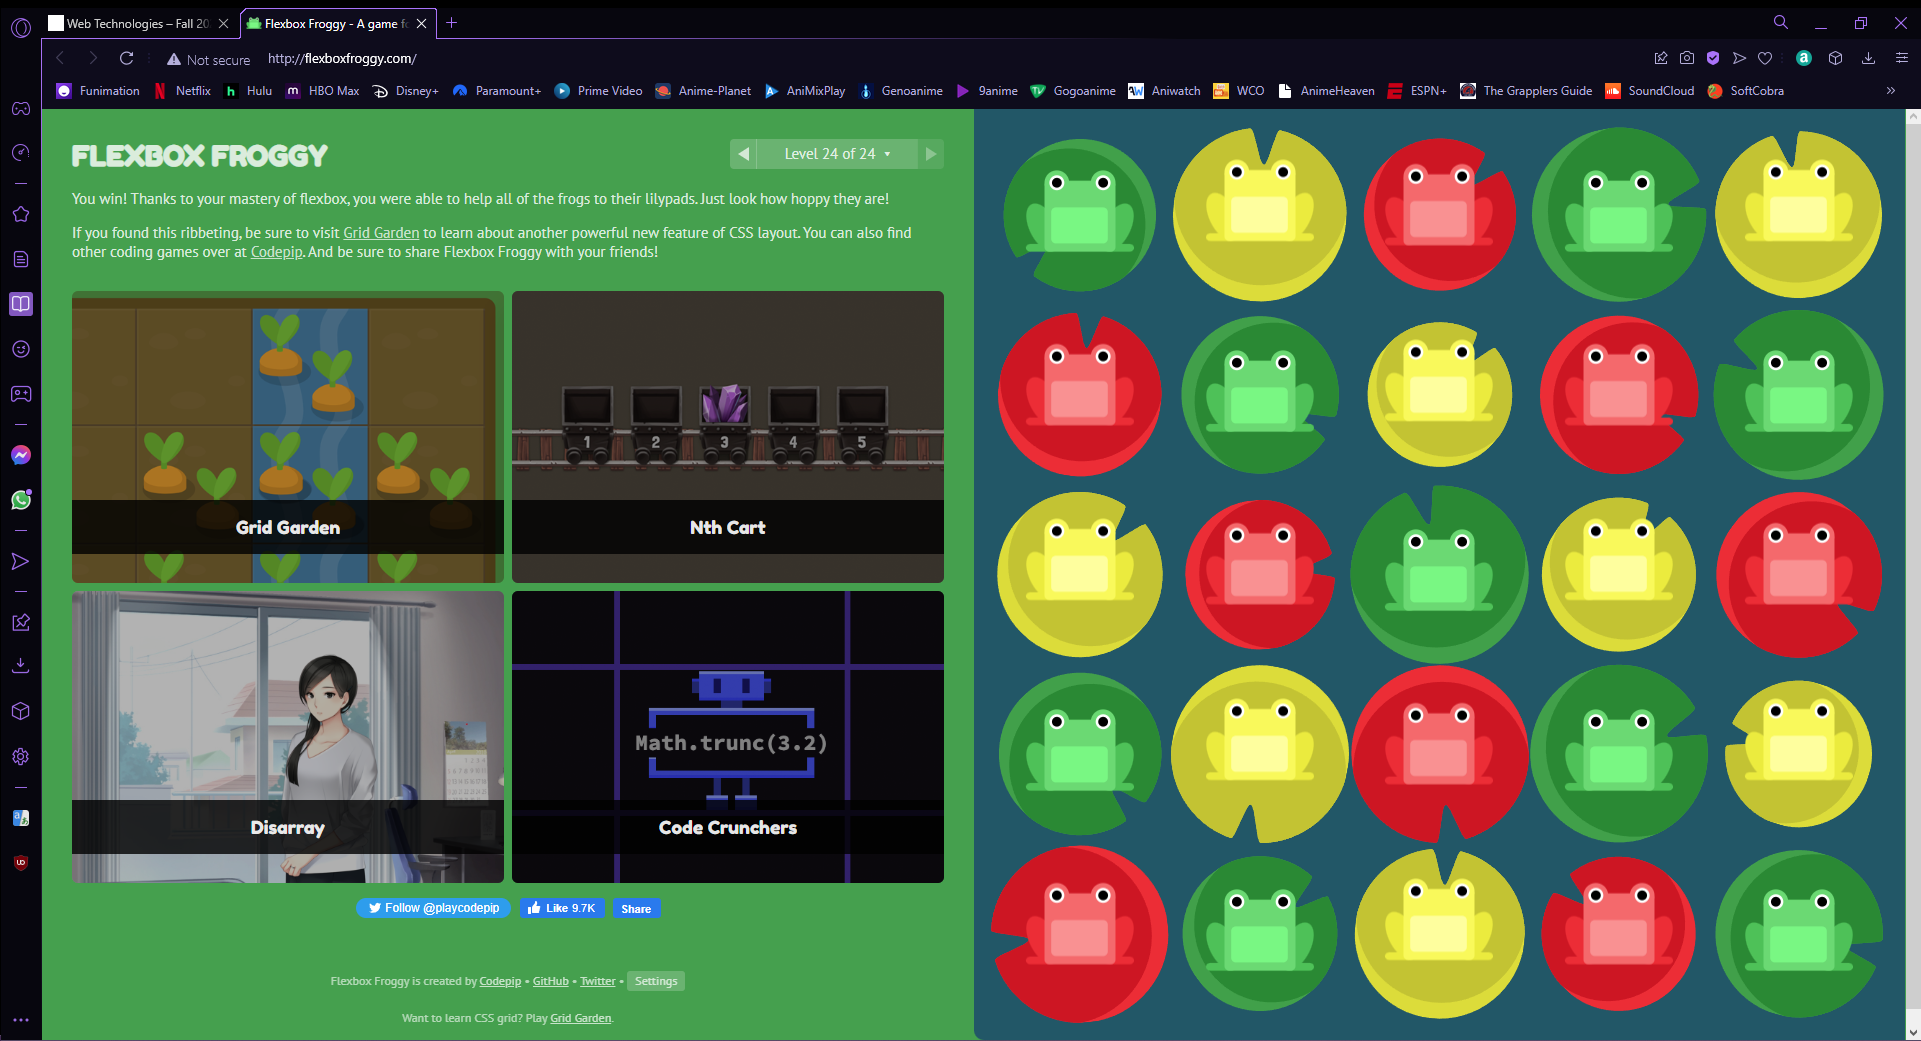 Web Technologies – Fall 20
Flexbox Froggy - A game fo
Not secure
http://flexboxfroggy.com/
a
Funimation
Netflix
h Hulu
m HBO Max
Disney+
Paramount+
Prime Video
Anime-Planet
AniMixPlay
Genoanime
9anime
Gogoanime
Aniwatch
WCO
AnimeHeaven
ESPN+
The Grapplers Guide
SoundCloud
SoftCobra
FLEXBOX FROGGY
Level 24 of 24
You win! Thanks to your mastery of flexbox, you were able to help all of the frogs to their lilypads. Just look how hoppy they are!
If you found this ribbeting, be sure to visit Grid Garden to learn about another powerful new feature of CSS layout. You can also find
other coding games over at Codepip. And be sure to share Flexbox Froggy with your friends!
1 2 3 4 5
Grid Garden
Nth Cart
Math.trunc(3.2)
Disarray
Code Crunchers
Follow @playcodepip
Like 9.7K
Share
Flexbox Froggy is created by Codepip • GitHub • Twitter • Settings
Want to learn CSS grid? Play Grid Garden.